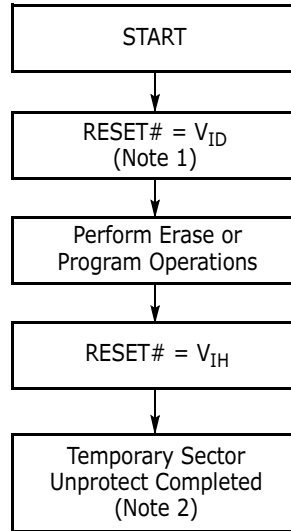 START
RESET# = V_ID
(Note 1)
Perform Erase or
Program Operations
RESET# = V_IH
Temporary Sector
Unprotect Completed
(Note 2)